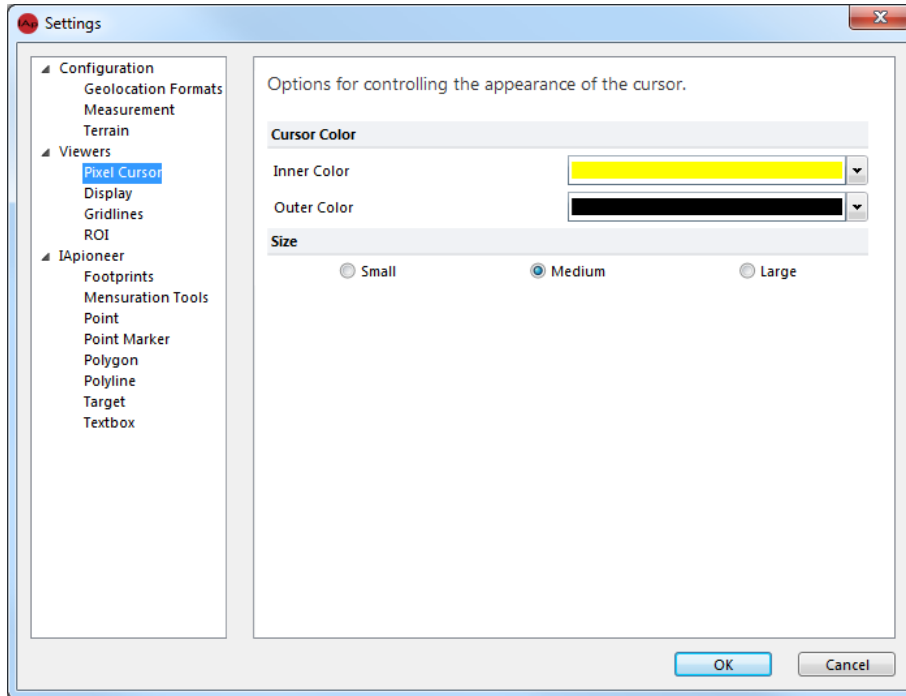 IAp Settings
Configuration
Geolocation Formats
Measurement
Terrain
Viewers
Pixel Cursor
Display
Gridlines
ROI
IApioneer
Footprints
Mensuration Tools
Point
Point Marker
Polygon
Polyline
Target
Textbox
Options for controlling the appearance of the cursor.
Cursor Color
Inner Color
Outer Color
Size
Small Medium Large
OK Cancel